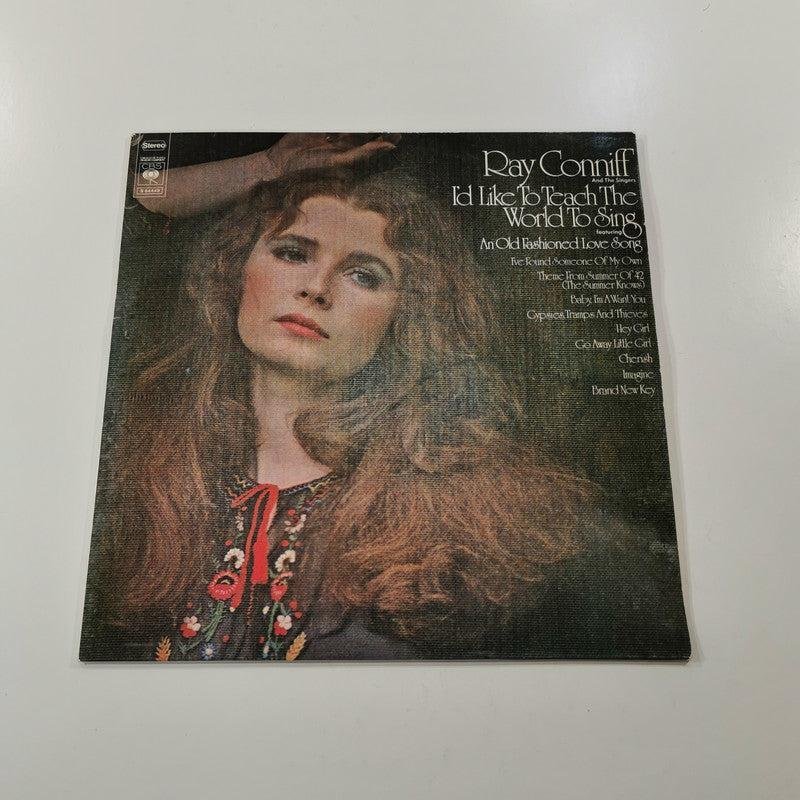 Stereo
CBS
S 64449
Ray Conniff
And The Singers
I'd Like To Teach The
World To Sing
featuring
An Old Fashioned Love Song
I've Found Someone Of My Own
Theme From Summer Of '42
(The Summer Knows)
Baby, I'm A Want You
Gypsies, Tramps And Thieves
Hey Girl
Go Away Little Girl
Cherish
Imagine
Brand New Key